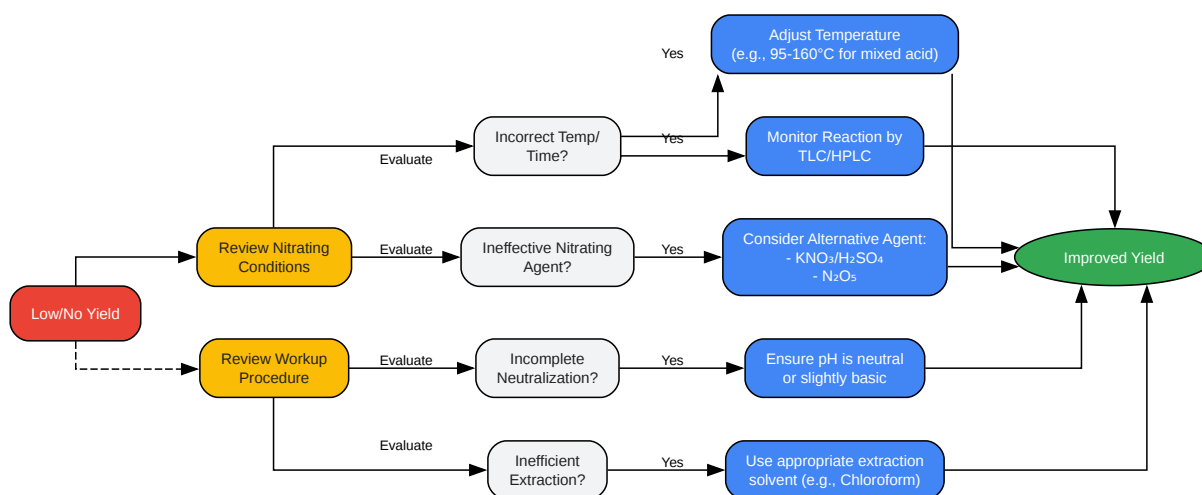 Adjust Temperature
(e.g., 95-160°C for mixed acid)
Yes
Incorrect Temp/
Time?
Yes
Monitor Reaction by
TLC/HPLC
Evaluate
Review Nitrating
Conditions
Evaluate
Ineffective Nitrating
Agent?
Yes
Consider Alternative Agent:
- KNO₃/H₂SO₄
- N₂O₅
Improved Yield
Low/No Yield
Review Workup
Procedure
Evaluate
Incomplete
Neutralization?
Yes
Ensure pH is neutral
or slightly basic
Evaluate
Inefficient
Extraction?
Yes
Use appropriate extraction
solvent (e.g., Chloroform)